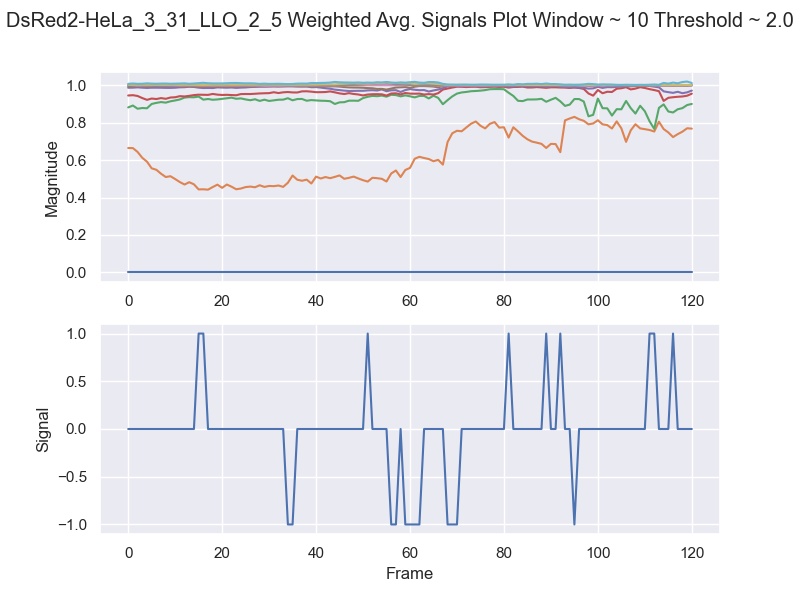 DsRed2-HeLa_3_31_LLO_2_5 Weighted Avg. Signals Plot Window ~ 10 Threshold ~ 2.0
1.0
0.8
0.6
0.4
0.2
0.0
Magnitude
0 20 40 60 80 100 120
1.0
0.5
0.0
−0.5
−1.0
Signal
0 20 40 60 80 100 120
Frame